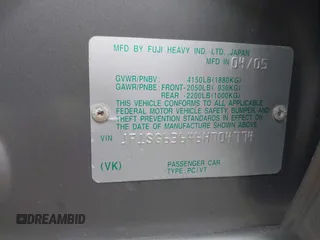 MFD BY FUJI HEAVY IND. LTD. JAPAN
MFD IN 04/05
GVWR/PNBV: 4150LB(1880KG)
GAWR/PNBE: FRONT-2050LB( 930KG)
REAR -2200LB(1000KG)
THIS VEHICLE CONFORMS TO ALL APPLICABLE
FEDERAL MOTOR VEHICLE SAFETY, BUMPER, AND
THEFT PREVENTION STANDARDS IN EFFECT ON THE
DATE OF MANUFACTURE SHOWN ABOVE.
VIN
(VK)
PASSENGER CAR
TYPE:PC/VT
DREAMBID